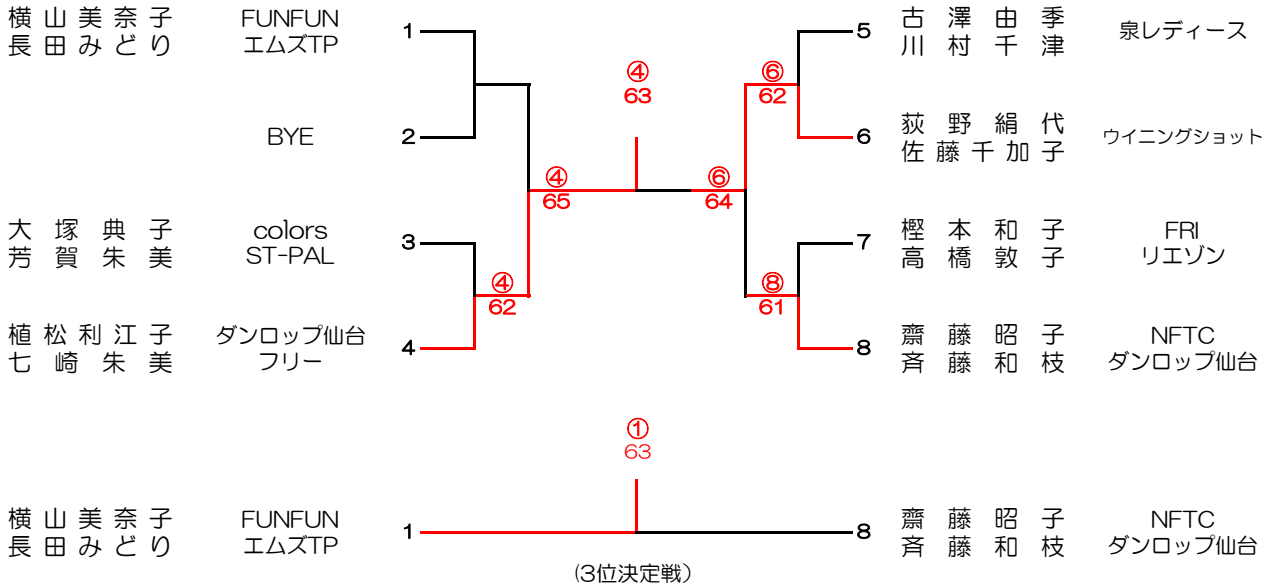 横山美奈子 FUNFUN 1
長田みどり エムズTP
BYE 2
大塚典子 colors 3
芳賀朱美 ST-PAL
植松利江子 ダンロップ仙台 4
七崎朱美 フリー
④
62
④
65
④
63
⑥
64
⑥
62
⑧
61
5 古澤由季 泉レディース
川村千津
6 荻野絹代 ウイニングショット
佐藤千加子
7 樫本和子 FRI
高橋敦子 リエゾン
8 齋藤昭子 NFTC
斉藤和枝 ダンロップ仙台
①
63
横山美奈子 FUNFUN 1
長田みどり エムズTP
8 齋藤昭子 NFTC
斉藤和枝 ダンロップ仙台
(3位決定戦)